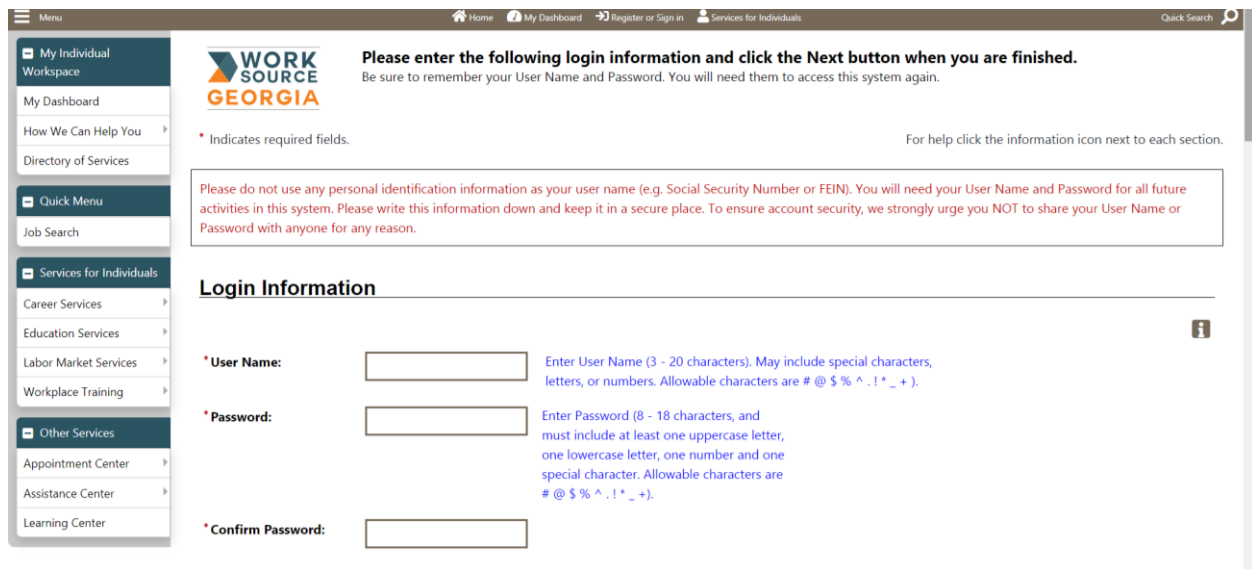 Menu
Home My Dashboard Register or Sign in Services for Individuals
Quick Search
My Individual
Workspace
My Dashboard
How We Can Help You
Directory of Services
Quick Menu
Job Search
Services for Individuals
Career Services
Education Services
Labor Market Services
Workplace Training
Other Services
Appointment Center
Assistance Center
Learning Center
WORK
SOURCE
GEORGIA
Please enter the following login information and click the Next button when you are finished.
Be sure to remember your User Name and Password. You will need them to access this system again.
* Indicates required fields.
For help click the information icon next to each section.
Please do not use any personal identification information as your user name (e.g. Social Security Number or FEIN). You will need your User Name and Password for all future
activities in this system. Please write this information down and keep it in a secure place. To ensure account security, we strongly urge you NOT to share your User Name or
Password with anyone for any reason.
Login Information
i
* User Name:
Enter User Name (3 - 20 characters). May include special characters,
letters, or numbers. Allowable characters are # @ $ % ^ . ! * _ + ).
* Password:
Enter Password (8 - 18 characters, and
must include at least one uppercase letter,
one lowercase letter, one number and one
special character. Allowable characters are
# @ $ % ^ . ! * _ +).
* Confirm Password: